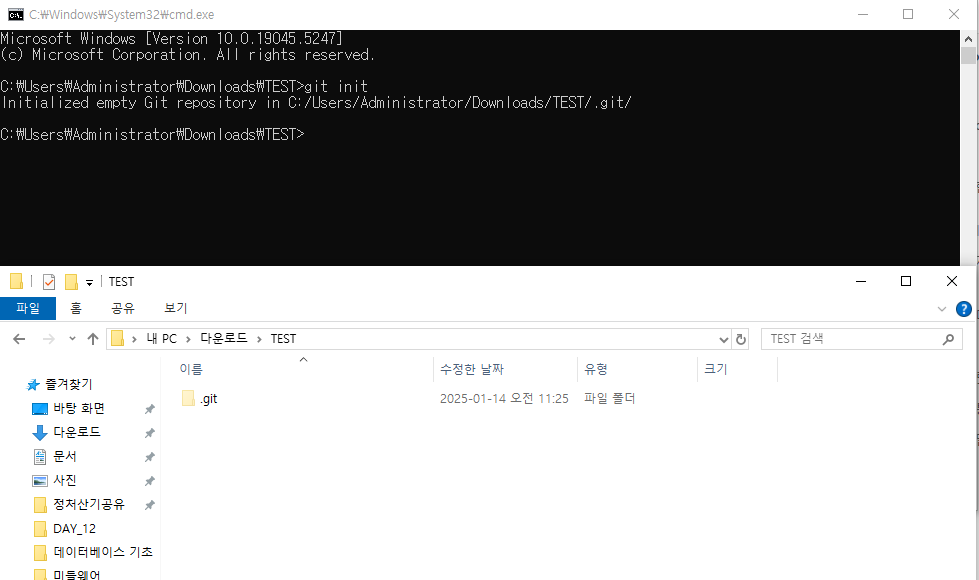 C:\Windows\System32\cmd.exe
Microsoft Windows [Version 10.0.19045.5247]
(c) Microsoft Corporation. All rights reserved.
C:₩Users₩Administrator₩Downloads₩TEST>git init
Initialized empty Git repository in C:/Users/Administrator/Downloads/TEST/.git/
C:₩Users₩Administrator₩Downloads₩TEST>
TEST
파일 홈 공유 보기
내 PC > 다운로드 > TEST
TEST 검색
이름 수정한 날짜 유형 크기
.git 2025-01-14 오전 11:25 파일 폴더
즐겨찾기
바탕 화면
다운로드
문서
사진
정처산기공유
DAY_12
데이터베이스 기초
미들웨어